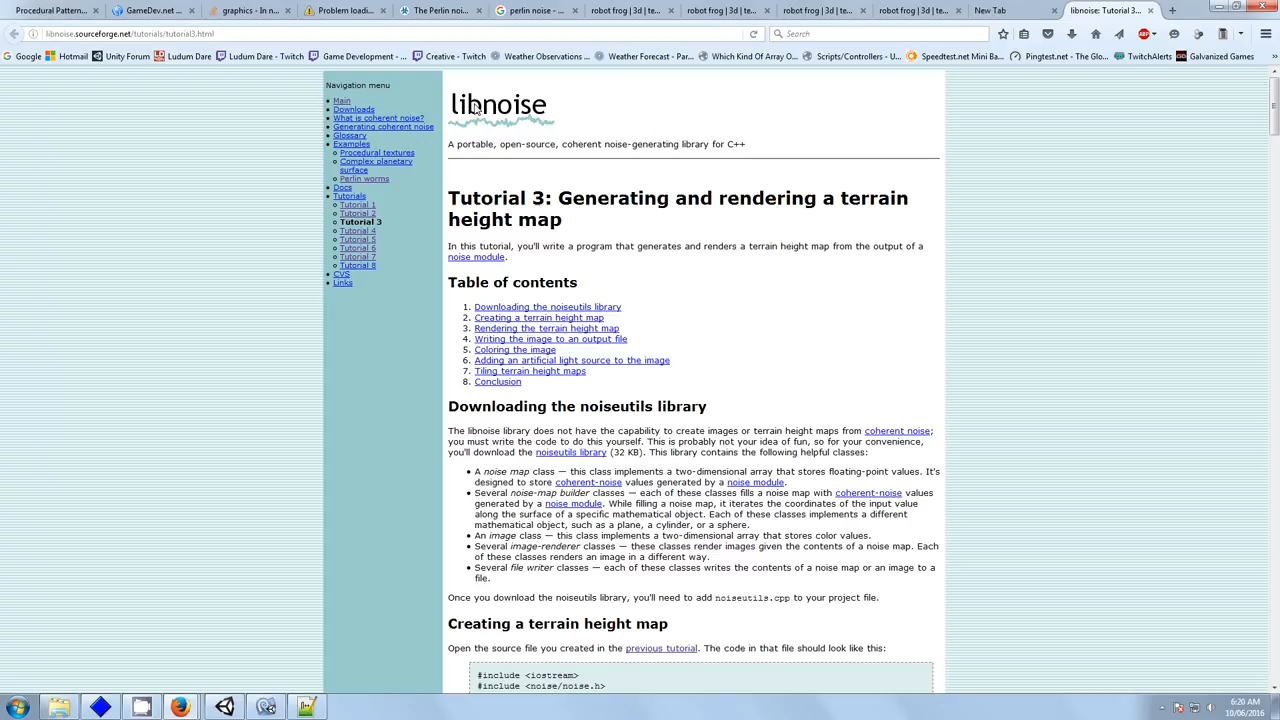 Procedural Pattern...
GameDev.net ...
graphics - In n...
Problem loadi...
The Perlin noi...
perlin noise - ...
robot frog | 3d | te...
robot frog | 3d | te...
robot frog | 3d | te...
robot frog | 3d | te...
New Tab
libnoise: Tutorial 3...
libnoise.sourceforge.net/tutorials/tutorial3.html
Search
ABP
Google
Hotmail
Unity Forum
Ludum Dare
Ludum Dare - Twitch
Game Development - ...
Creative - Twitch
Weather Observations ...
Weather Forecast - Ma...
Which Kind Of Array O...
Scripts/Controllers - U...
Speedtest.net Mini Ba...
Pingtest.net - The Glo...
TwitchAlerts
Galvanized Games
Navigation menu
Main
Downloads
What is coherent noise?
Generating coherent noise
Glossary
Examples
Procedural textures
Complex planetary
surface
Perlin worms
Docs
Tutorials
Tutorial 1
Tutorial 2
Tutorial 3
Tutorial 4
Tutorial 5
Tutorial 6
Tutorial 7
Tutorial 8
CVS
Links
libnoise
A portable, open-source, coherent noise-generating library for C++
Tutorial 3: Generating and rendering a terrain
height map
In this tutorial, you'll write a program that generates and renders a terrain height map from the output of a
noise module.
Table of contents
1. Downloading the noiseutils library
2. Creating a terrain height map
3. Rendering the terrain height map
4. Writing the image to an output file
5. Coloring the image
6. Adding an artificial light source to the image
7. Tiling terrain height maps
8. Conclusion
Downloading the noiseutils library
The libnoise library does not have the capability to create images or terrain height maps from coherent noise;
you must write the code to do this yourself. This is probably not your idea of fun, so for your convenience,
you'll download the noiseutils library (32 KB). This library contains the following helpful classes:
• A noise map class — this class implements a two-dimensional array that stores floating-point values. It's
designed to store coherent-noise values generated by a noise module.
• Several noise-map builder classes — each of these classes fills a noise map with coherent-noise values
generated by a noise module. While filling a noise map, it iterates the coordinates of the input value
along the surface of a specific mathematical object. Each of these classes implements a different
mathematical object, such as a plane, a cylinder, or a sphere.
• An image class — this class implements a two-dimensional array that stores color values.
• Several image-renderer classes — these classes render images given the contents of a noise map. Each
of these classes renders an image in a different way.
• Several file writer classes — each of these classes writes the contents of a noise map or an image to a
file.
Once you download the noiseutils library, you'll need to add noiseutils.cpp to your project file.
Creating a terrain height map
Open the source file you created in the previous tutorial. The code in that file should look like this:
#include <iostream>
#include <noise/noise.h>
6:20 AM
10/06/2016